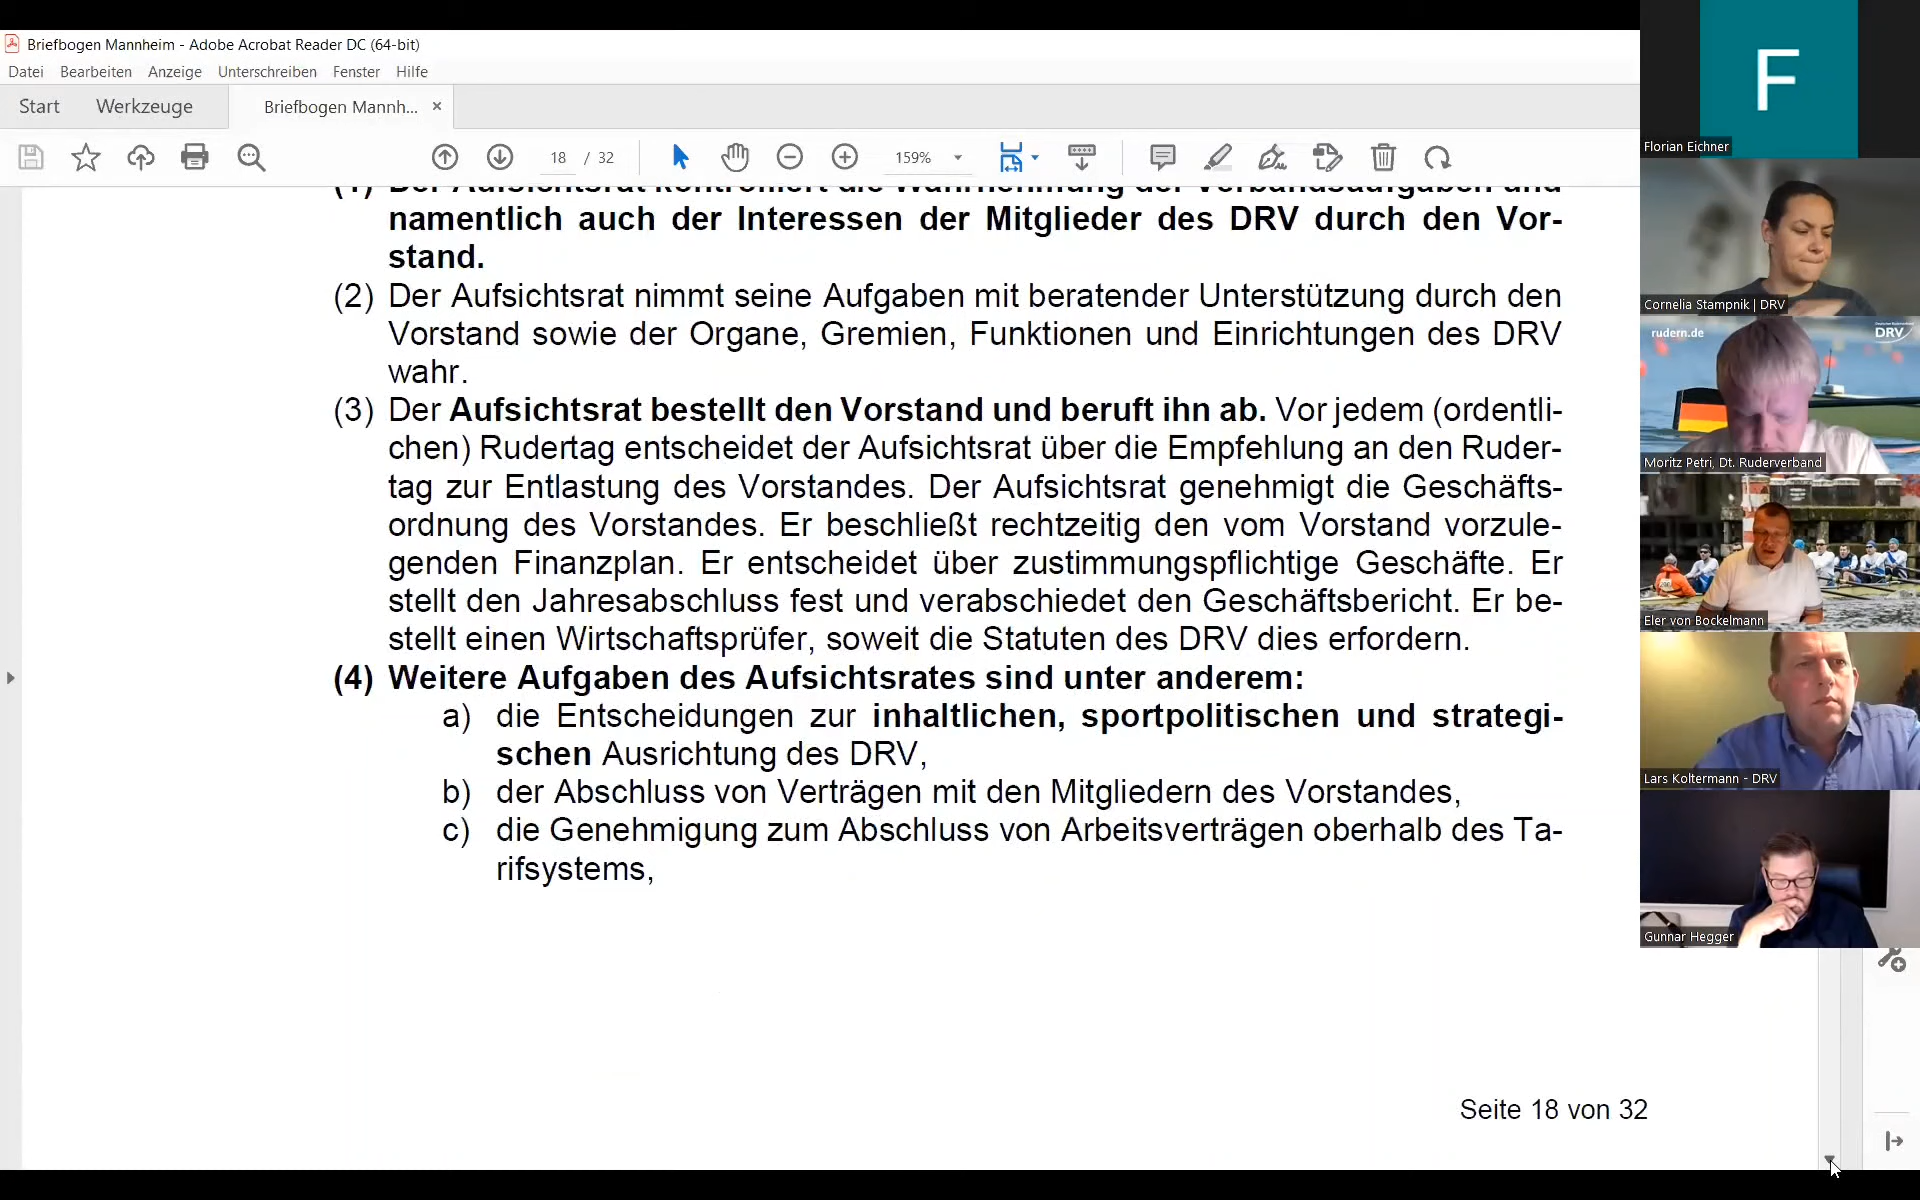 Briefbogen Mannheim - Adobe Acrobat Reader DC (64-bit)
Datei Bearbeiten Anzeige Unterschreiben Fenster Hilfe
Start Werkzeuge Briefbogen Mannh... ×
18 / 32 159%
(1) Der Aufsichtsrat kontrolliert die Wahrnehmung der Verbandsaufgaben und
namentlich auch der Interessen der Mitglieder des DRV durch den Vor-
stand.
(2) Der Aufsichtsrat nimmt seine Aufgaben mit beratender Unterstützung durch den
Vorstand sowie der Organe, Gremien, Funktionen und Einrichtungen des DRV
wahr.
(3) Der Aufsichtsrat bestellt den Vorstand und beruft ihn ab. Vor jedem (ordentli-
chen) Rudertag entscheidet der Aufsichtsrat über die Empfehlung an den Ruder-
tag zur Entlastung des Vorstandes. Der Aufsichtsrat genehmigt die Geschäfts-
ordnung des Vorstandes. Er beschließt rechtzeitig den vom Vorstand vorzule-
genden Finanzplan. Er entscheidet über zustimmungspflichtige Geschäfte. Er
stellt den Jahresabschluss fest und verabschiedet den Geschäftsbericht. Er be-
stellt einen Wirtschaftsprüfer, soweit die Statuten des DRV dies erfordern.
(4) Weitere Aufgaben des Aufsichtsrates sind unter anderem:
a) die Entscheidungen zur inhaltlichen, sportpolitischen und strategi-
schen Ausrichtung des DRV,
b) der Abschluss von Verträgen mit den Mitgliedern des Vorstandes,
c) die Genehmigung zum Abschluss von Arbeitsverträgen oberhalb des Ta-
rifsystems,
Seite 18 von 32
F
Florian Eichner
Cornelia Stampnik | DRV
rudern.de
DRV
Moritz Petri, Dt. Ruderverband
Eler von Bockelmann
Lars Koltermann - DRV
Gunnar Hegger